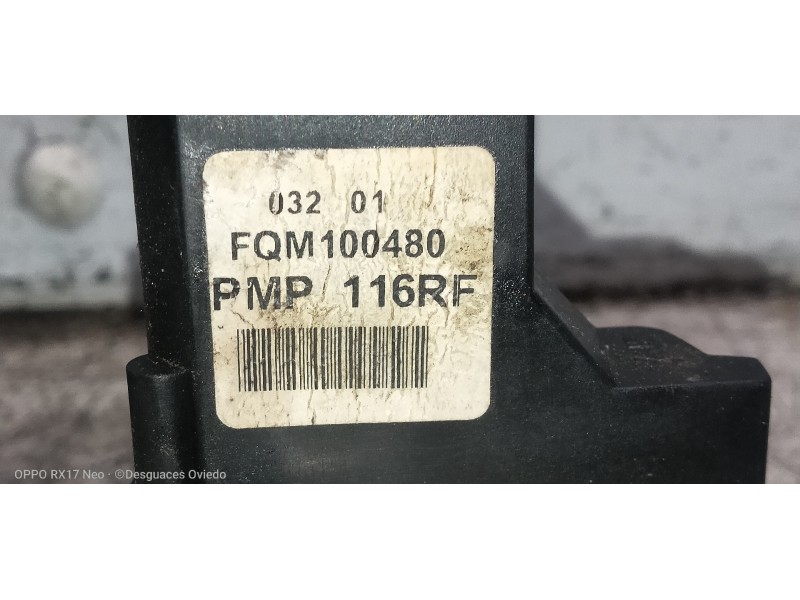 032 01
FQM100480
PMP 116RF
OPPO RX17 Neo · ©Desguaces Oviedo